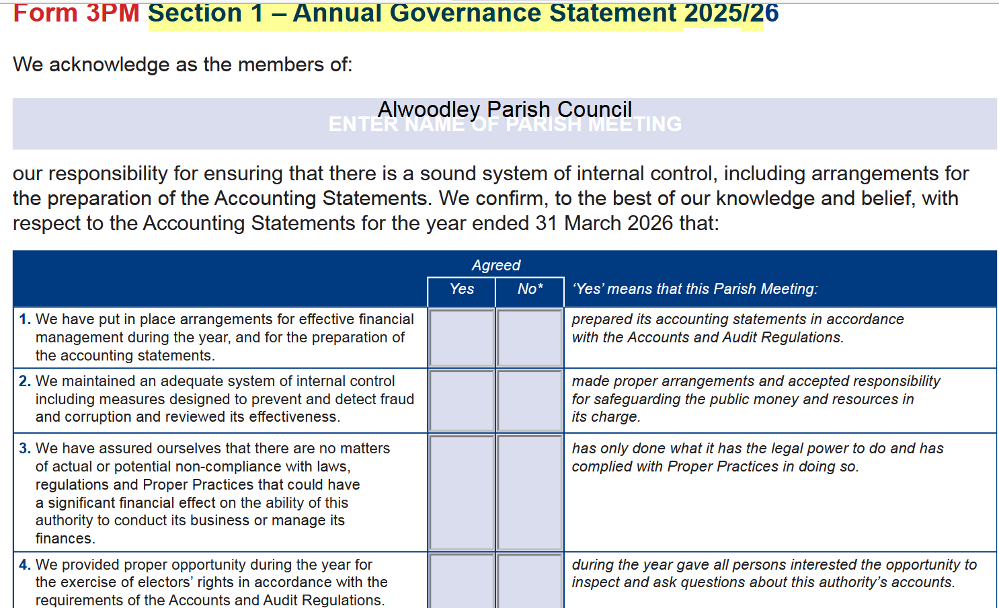 Form 3PM Section 1 – Annual Governance Statement 2025/26
We acknowledge as the members of:
Alwoodley Parish Council
ENTER NAME OF PARISH MEETING
our responsibility for ensuring that there is a sound system of internal control, including arrangements for
the preparation of the Accounting Statements. We confirm, to the best of our knowledge and belief, with
respect to the Accounting Statements for the year ended 31 March 2026 that:
Agreed
Yes No* ‘Yes’ means that this Parish Meeting:
1. We have put in place arrangements for effective financial
management during the year, and for the preparation of
the accounting statements.
prepared its accounting statements in accordance
with the Accounts and Audit Regulations.
2. We maintained an adequate system of internal control
including measures designed to prevent and detect fraud
and corruption and reviewed its effectiveness.
made proper arrangements and accepted responsibility
for safeguarding the public money and resources in
its charge.
3. We have assured ourselves that there are no matters
of actual or potential non-compliance with laws,
regulations and Proper Practices that could have
a significant financial effect on the ability of this
authority to conduct its business or manage its
finances.
has only done what it has the legal power to do and has
complied with Proper Practices in doing so.
4. We provided proper opportunity during the year for
the exercise of electors’ rights in accordance with the
requirements of the Accounts and Audit Regulations.
during the year gave all persons interested the opportunity to
inspect and ask questions about this authority’s accounts.